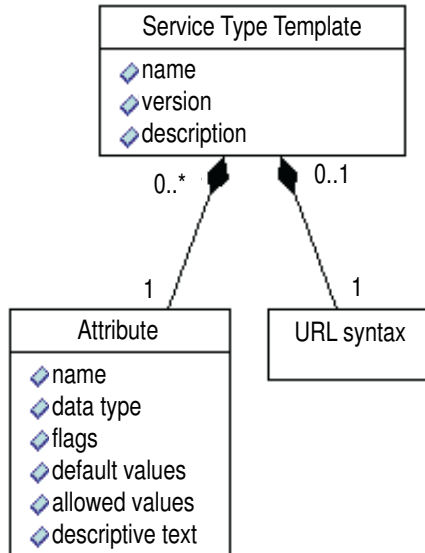 Service Type Template
name
version
description
0..*
0..1
1
1
Attribute
name
data type
flags
default values
allowed values
descriptive text
URL syntax